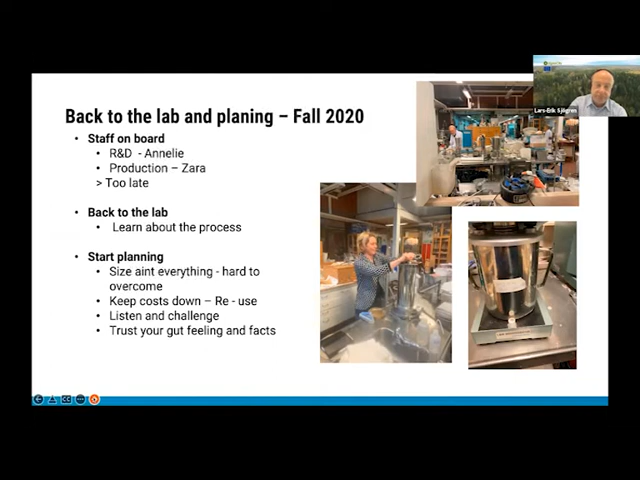 Back to the lab and planing – Fall 2020
• Staff on board
• R&D - Annelie
• Production – Zara
> Too late
• Back to the lab
• Learn about the process
• Start planning
• Size aint everything - hard to
overcome
• Keep costs down – Re - use
• Listen and challenge
• Trust your gut feeling and facts
Lars-Erik Sjögren
CC